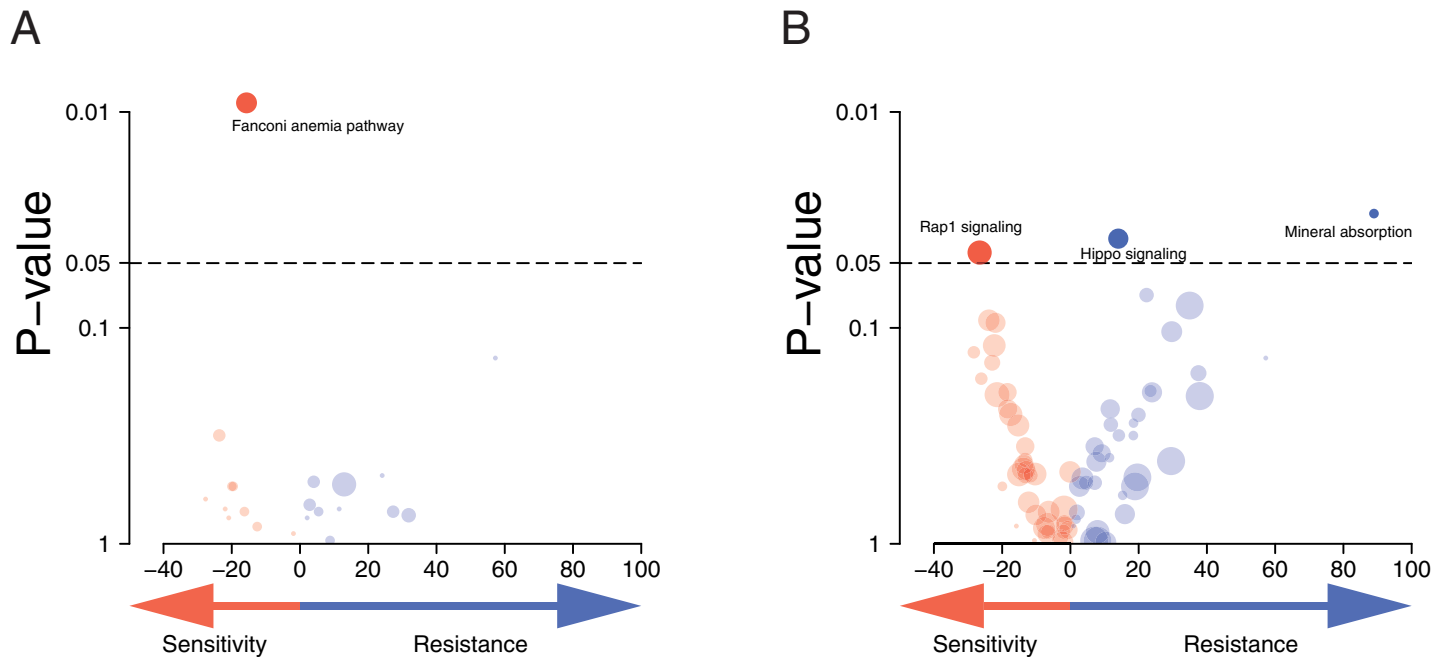 A
P−value
0.01
0.05
0.1
1
Fanconi anemia pathway
−40 −20 0 20 40 60 80 100
Sensitivity Resistance
B
P−value
0.01
0.05
0.1
1
Rap1 signaling
Hippo signaling
Mineral absorption
−40 −20 0 20 40 60 80 100
Sensitivity Resistance